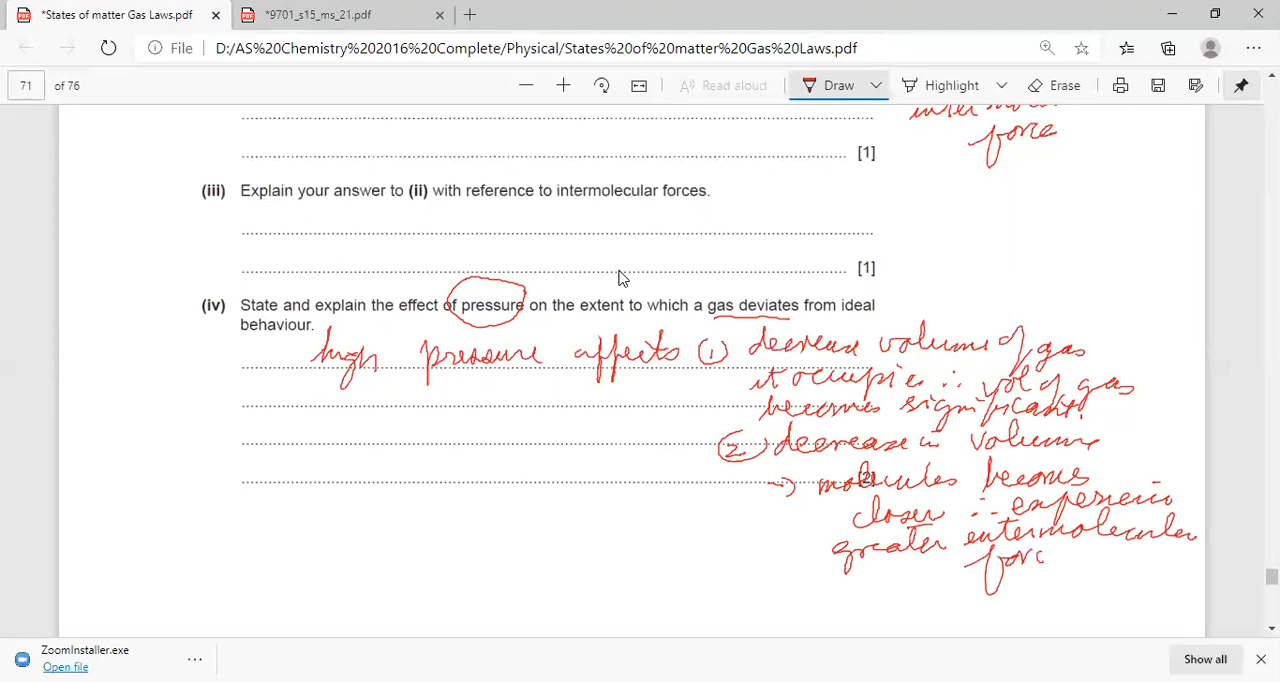 *States of matter Gas Laws.pdf
*9701_s15_ms_21.pdf
File D:/AS%20Chemistry%202016%20Complete/Physical/States%20of%20matter%20Gas%20Laws.pdf
71 of 76 Read aloud Draw Highlight Erase
force
[1]
(iii) Explain your answer to (ii) with reference to intermolecular forces.
[1]
(iv) State and explain the effect of pressure on the extent to which a gas deviates from ideal
behaviour.
high pressure affects (1) decrease volume of gas
it occupies ∴ vol of gas
becomes significant.
(2) decrease in volume
[2]
→ molecules becomes
closer ∴ experiencin
greater intermolecular
forc
ZoomInstaller.exe
Open file
Show all